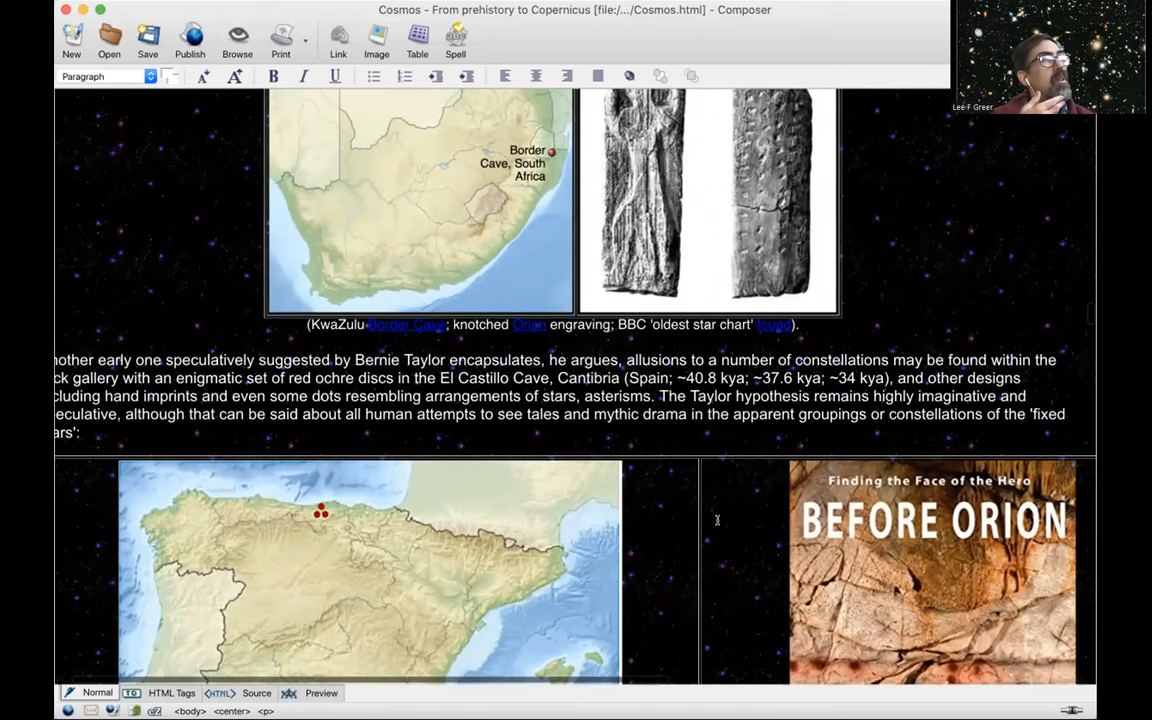 Cosmos - From prehistory to Copernicus [file:/.../Cosmos.html] - Composer
New Open Save Publish Browse Print Link Image Table Spell
Paragraph
B I U
Lee F Greer
Border
Cave, South
Africa
(KwaZulu Border Cave; knotched Orion engraving; BBC 'oldest star chart' found).
nother early one speculatively suggested by Bernie Taylor encapsulates, he argues, allusions to a number of constellations may be found within the
ck gallery with an enigmatic set of red ochre discs in the El Castillo Cave, Cantibria (Spain; ~40.8 kya; ~37.6 kya; ~34 kya), and other designs
cluding hand imprints and even some dots resembling arrangements of stars, asterisms. The Taylor hypothesis remains highly imaginative and
eculative, although that can be said about all human attempts to see tales and mythic drama in the apparent groupings or constellations of the 'fixed
ars':
Finding the Face of the Hero
BEFORE ORION
Normal TD HTML Tags <HTML> Source Preview
<body> <center> <p>